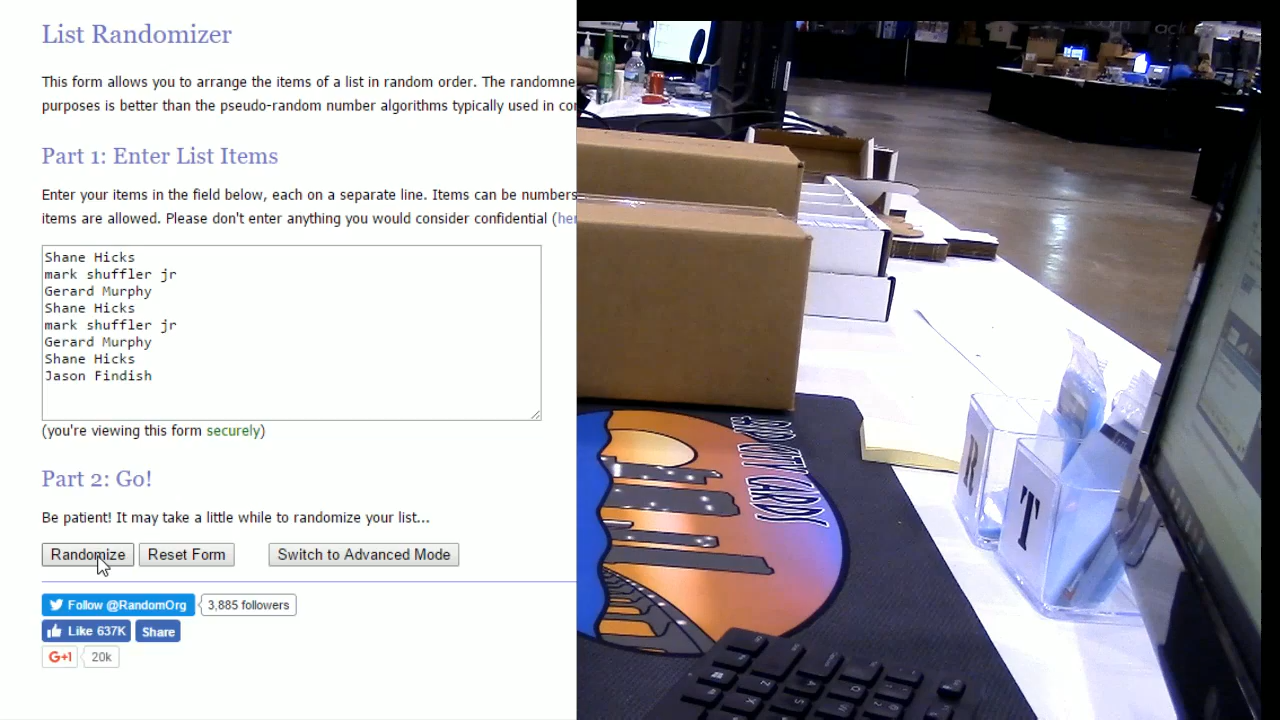 List Randomizer
This form allows you to arrange the items of a list in random order. The randomne
purposes is better than the pseudo-random number algorithms typically used in co
Part 1: Enter List Items
Enter your items in the field below, each on a separate line. Items can be numbers
items are allowed. Please don't enter anything you would consider confidential (her
Shane Hicks
mark shuffler jr
Gerard Murphy
Shane Hicks
mark shuffler jr
Gerard Murphy
Shane Hicks
Jason Findish
(you're viewing this form securely)
Part 2: Go!
Be patient! It may take a little while to randomize your list...
Randomize Reset Form Switch to Advanced Mode
Follow @RandomOrg 3,885 followers
Like 637K Share
G+1 20k
CITY CARDS
R
T